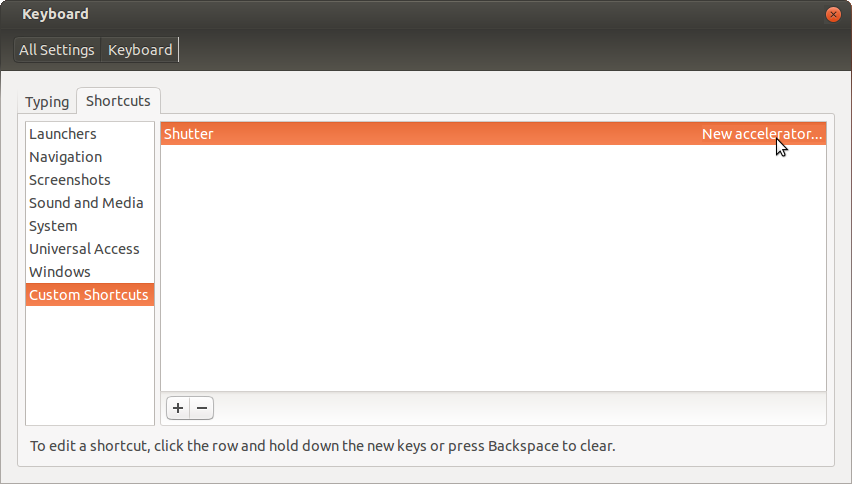 Keyboard
All Settings Keyboard
Typing Shortcuts
Launchers
Navigation
Screenshots
Sound and Media
System
Universal Access
Windows
Custom Shortcuts
Shutter New accelerator...
To edit a shortcut, click the row and hold down the new keys or press Backspace to clear.